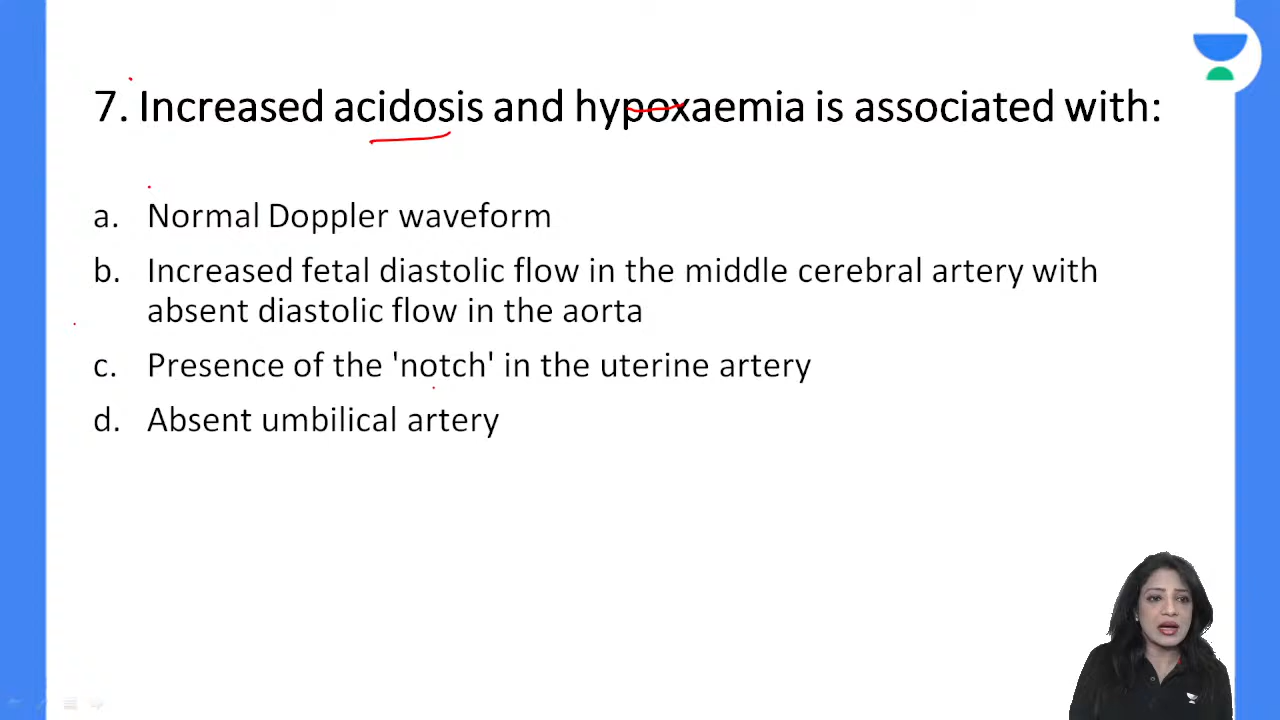 7. Increased acidosis and hypoxaemia is associated with:
a. Normal Doppler waveform
b. Increased fetal diastolic flow in the middle cerebral artery with
absent diastolic flow in the aorta
c. Presence of the 'notch' in the uterine artery
d. Absent umbilical artery